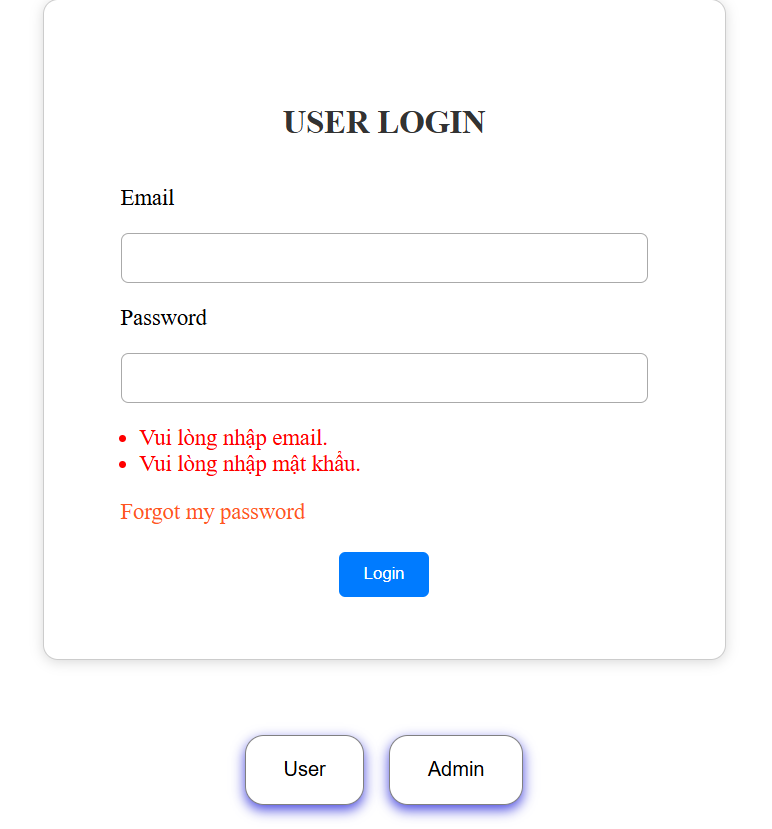 USER LOGIN
Email
Password
Vui lòng nhập email.
Vui lòng nhập mật khẩu.
Forgot my password
Login
User Admin